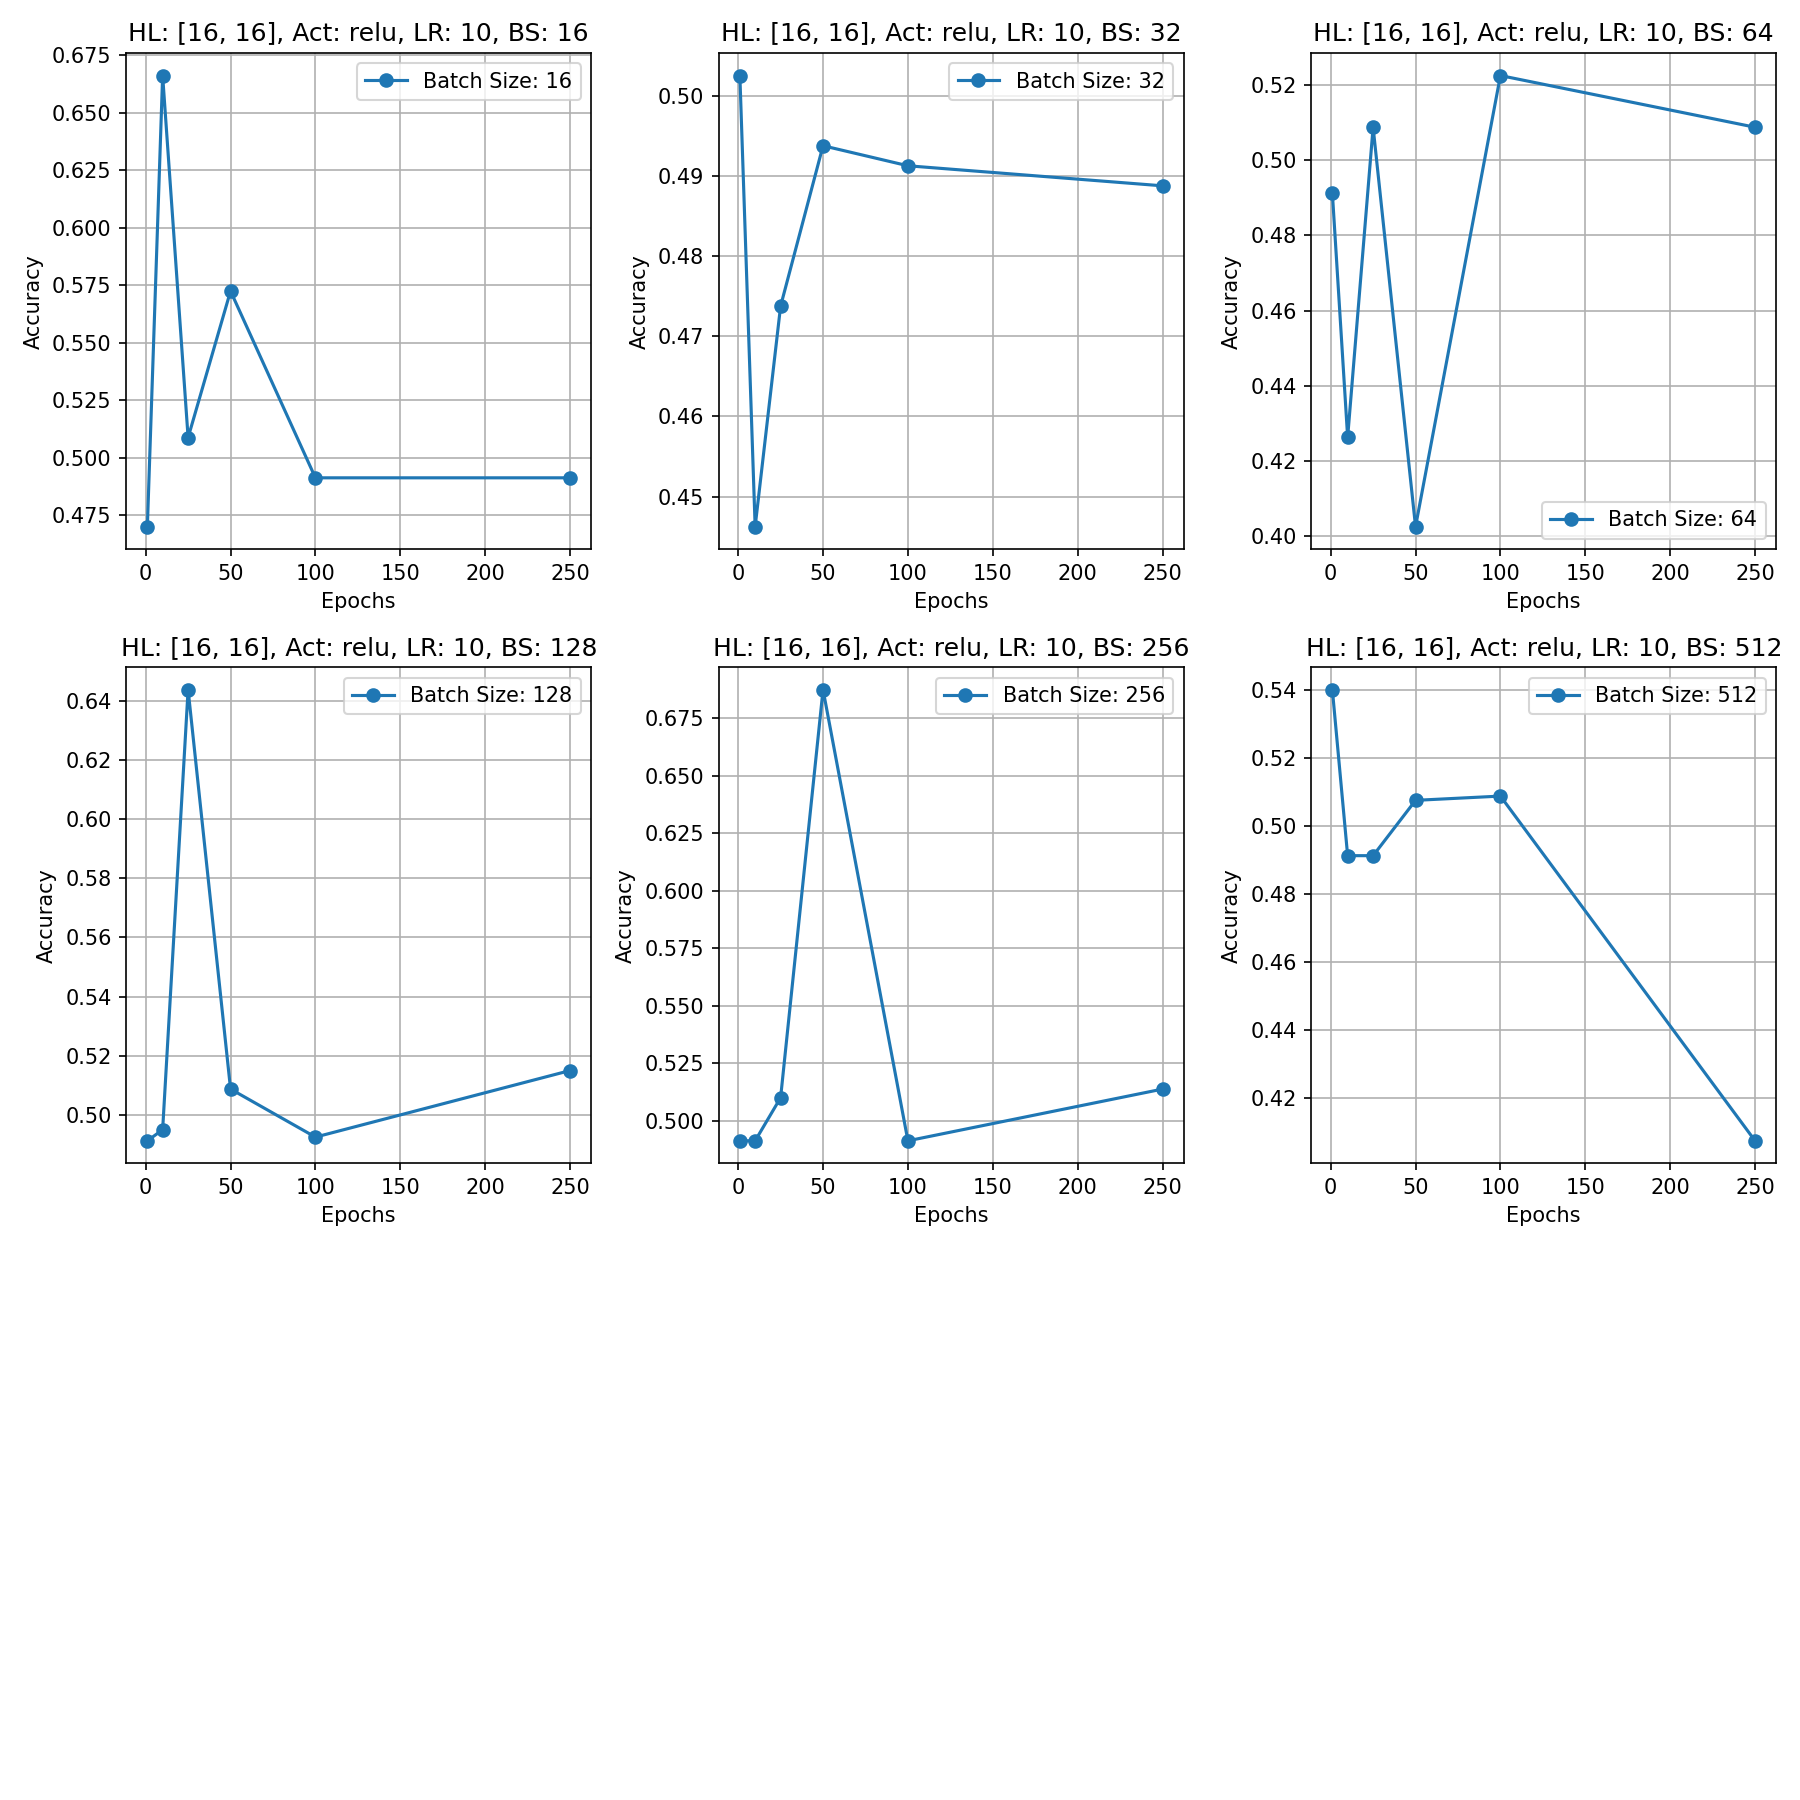 HL: [16, 16], Act: relu, LR: 10, BS: 16
Batch Size: 16
Accuracy
0.675
0.650
0.625
0.600
0.575
0.550
0.525
0.500
0.475
0 50 100 150 200 250
Epochs
HL: [16, 16], Act: relu, LR: 10, BS: 32
Batch Size: 32
Accuracy
0.50
0.49
0.48
0.47
0.46
0.45
0 50 100 150 200 250
Epochs
HL: [16, 16], Act: relu, LR: 10, BS: 64
Batch Size: 64
Accuracy
0.52
0.50
0.48
0.46
0.44
0.42
0.40
0 50 100 150 200 250
Epochs
HL: [16, 16], Act: relu, LR: 10, BS: 128
Batch Size: 128
Accuracy
0.64
0.62
0.60
0.58
0.56
0.54
0.52
0.50
0 50 100 150 200 250
Epochs
HL: [16, 16], Act: relu, LR: 10, BS: 256
Batch Size: 256
Accuracy
0.675
0.650
0.625
0.600
0.575
0.550
0.525
0.500
0 50 100 150 200 250
Epochs
HL: [16, 16], Act: relu, LR: 10, BS: 512
Batch Size: 512
Accuracy
0.54
0.52
0.50
0.48
0.46
0.44
0.42
0 50 100 150 200 250
Epochs